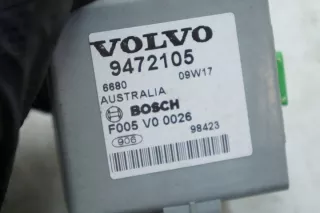 VOLVO
9472105
6680 09W17
AUSTRALIA
BOSCH
F005 V0 0026
906 98423